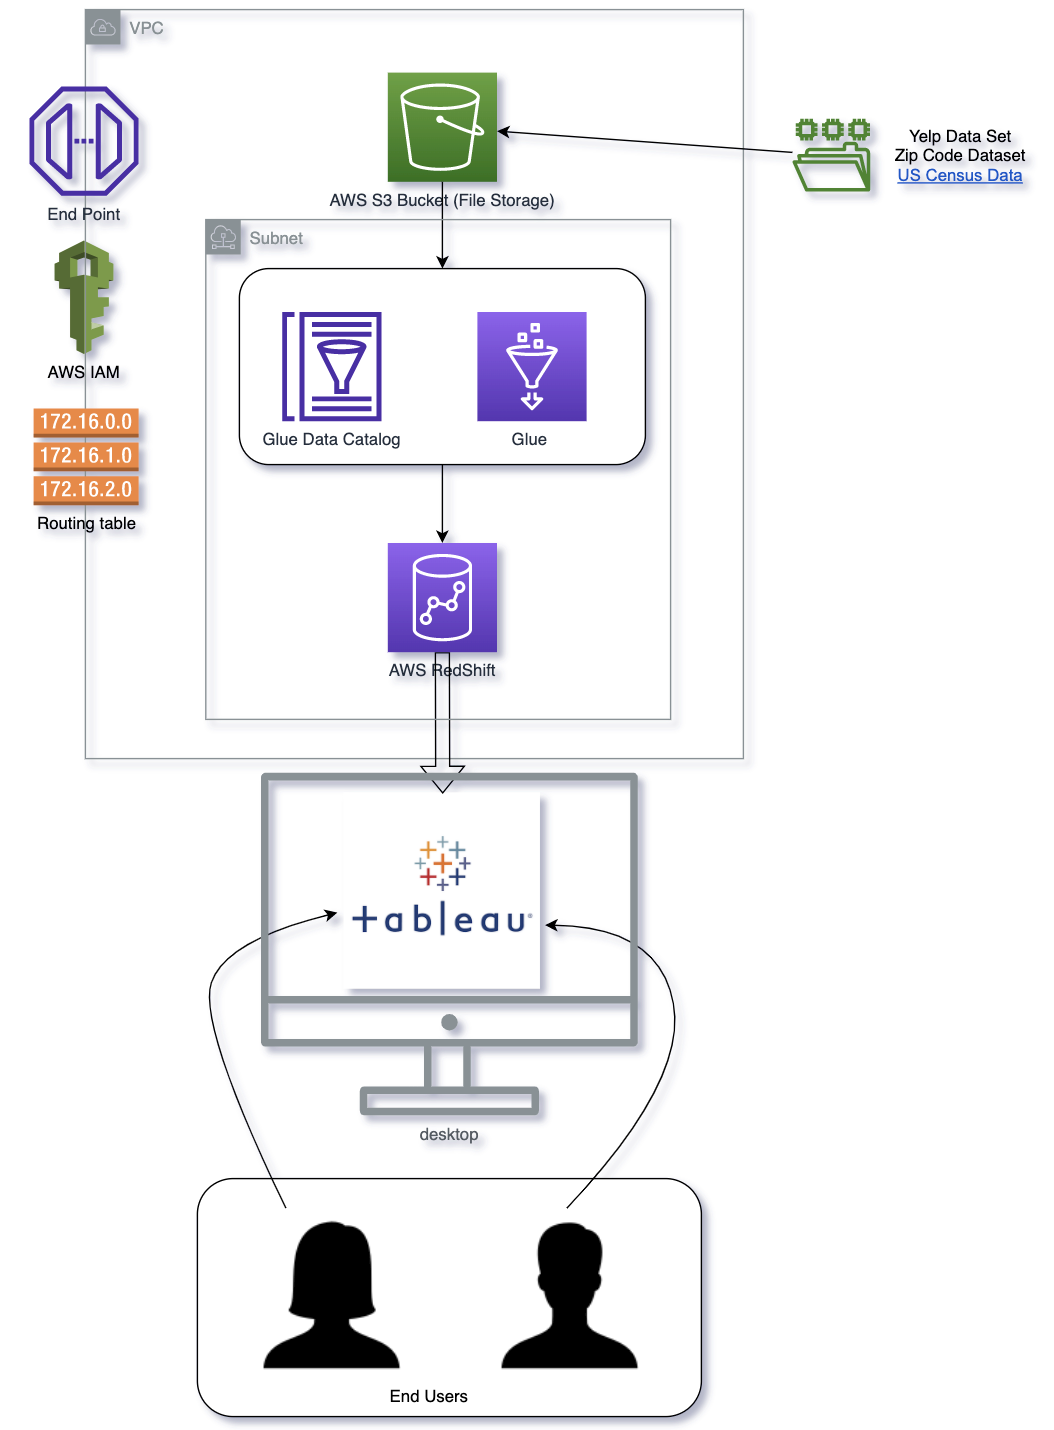 VPC
Yelp Data Set
Zip Code Dataset
US Census Data
AWS S3 Bucket (File Storage)
End Point
Subnet
AWS IAM
172.16.0.0
172.16.1.0
172.16.2.0
Routing table
Glue Data Catalog
Glue
AWS RedShift
+ableau®
desktop
End Users